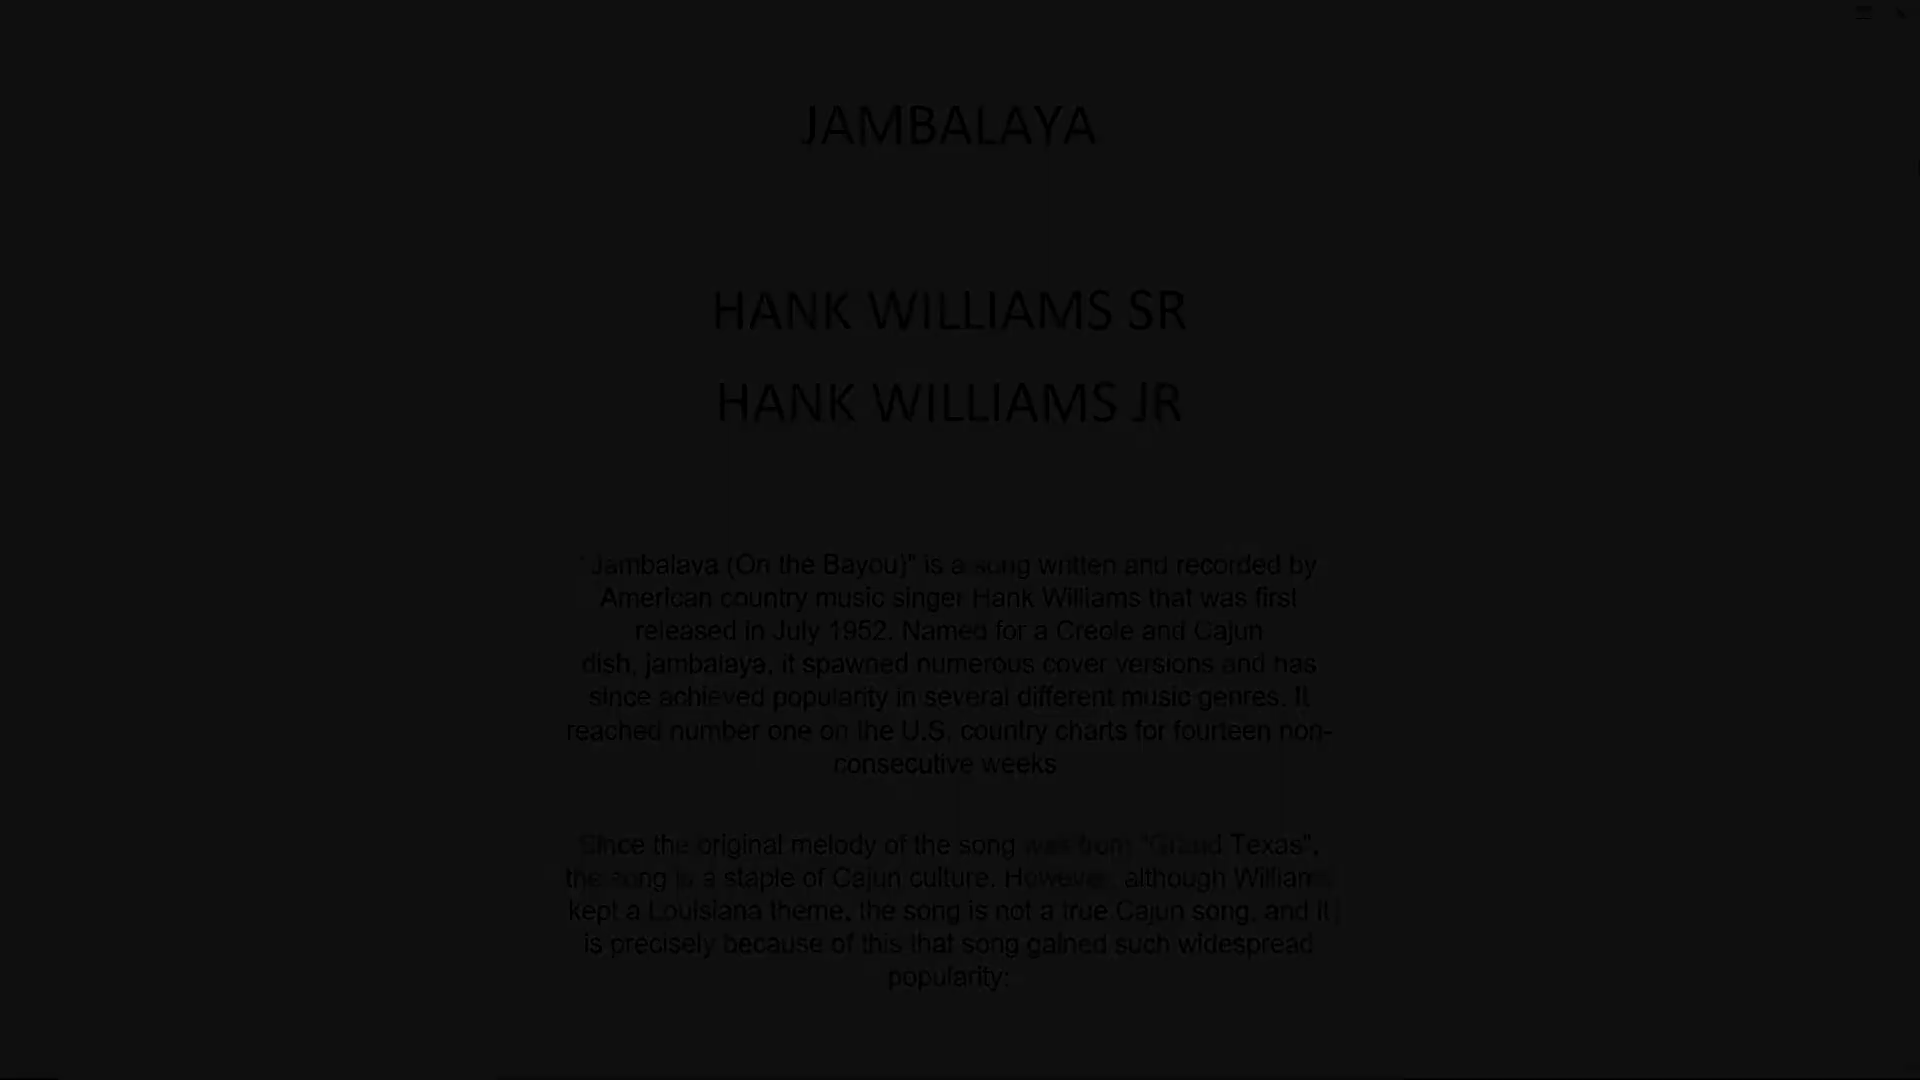 JAMBALAYA
HANK WILLIAMS SR
HANK WILLIAMS JR
"Jambalaya (On the Bayou)" is a song written and recorded by
American country music singer Hank Williams that was first
released in July 1952. Named for a Creole and Cajun
dish, jambalaya, it spawned numerous cover versions and has
since achieved popularity in several different music genres. It
reached number one on the U.S. country charts for fourteen non-
consecutive weeks
Since the original melody of the song was from "Grand Texas",
the song is a staple of Cajun culture. However, although Williams
kept a Louisiana theme, the song is not a true Cajun song, and it
is precisely because of this that song gained such widespread
popularity: